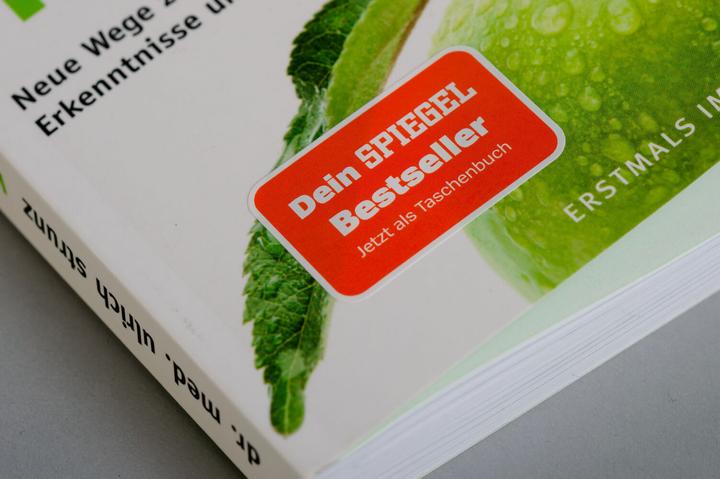 Neue Wege
Erkenntnisse
Dein SPIEGEL
Bestseller
Jetzt als Taschenbuch
ERSTMALS IM
dr. med. ulrich strunz